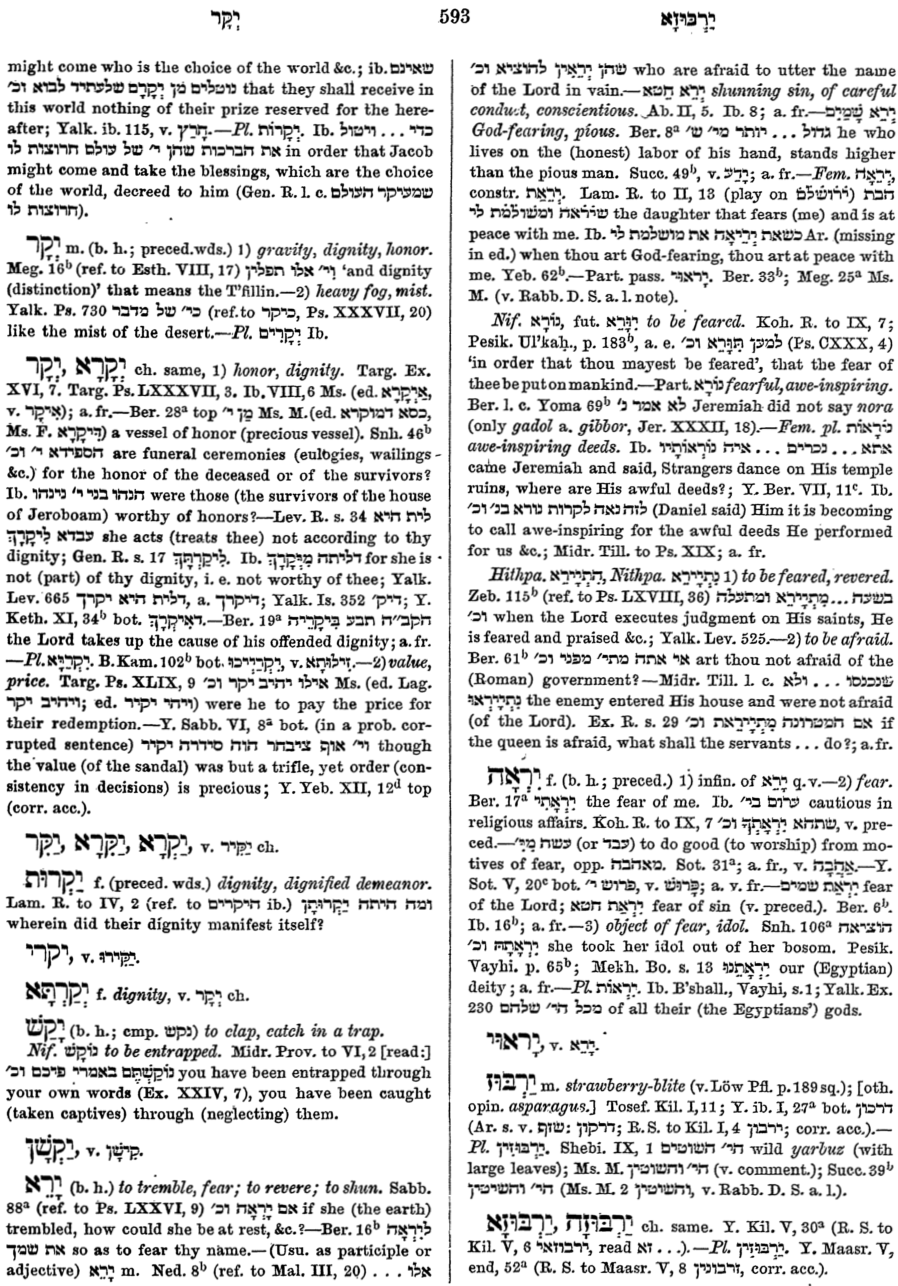 יְקָר 593 יַרְבּוּזָא
might come who is the choice of the world &c.; ib. שאינם
נוטלים מן יְקָרָם שלעתיד לבוא וכ׳ that they shall receive in
this world nothing of their prize reserved for the here-
after; Yalk. ib. 115, v. חָרַץ.—Pl. יְקָרוֹת. Ib. כדי ... ויטול
את הברכות שהן י׳ של עולם חרוצות לו in order that Jacob
might come and take the blessings, which are the choice
of the world, decreed to him (Gen. R. l. c. שמעיקרי העולם
חרוצות לו).
יְקָר m. (b. h.; preced. wds.) 1) gravity, dignity, honor.
Meg. 16ᵇ (ref. to Esth. VIII, 17) וי׳ אלו תפלין ‘and dignity
(distinction)’ that means the T’fillin.—2) heavy fog, mist.
Yalk. Ps. 730 כי׳ של מדבר (ref. to כיקר, Ps. XXXVII, 20)
like the mist of the desert.—Pl. יְקָרִים Ib.
יְקָרָא, יְקָר ch. same, 1) honor, dignity. Targ. Ex.
XVI, 7. Targ. Ps. LXXXVII, 3. Ib. VIII, 6 Ms. (ed. אִיקָרָא,
v. אִיקָר); a. fr.—Ber. 28ᵃ top מן י׳ Ms. M. (ed. כסא דמוקרא,
Ms. F. דִּיקָרָא) a vessel of honor (precious vessel). Snh. 46ᵇ
הספידא י׳ וכ׳ are funeral ceremonies (eulogies, wailings
&c.) for the honor of the deceased or of the survivors?
Ib. הנהו בני י׳ נינהו were those (the survivors of the house
of Jeroboam) worthy of honors?—Lev. R. s. 34 לית היא
עבדא לִיקָרָךְ she acts (treats thee) not according to thy
dignity; Gen. R. s. 17 לִיקָרְתָּךְ. Ib. דליתה מִיְּקָרָךְ for she is
not (part) of thy dignity, i. e. not worthy of thee; Yalk.
Lev. 665 דלית היא יקרך, a. דיקרך; Yalk. Is. 352 דייק׳; Y.
Keth. XI, 34ᵇ bot. דאִיקָרָךְ.—Ber. 19ᵃ הקב״ה תבע בִּיקָרֵיה
the Lord takes up the cause of his offended dignity; a. fr.
—Pl. יְקָרַיָּא. B. Kam. 102ᵇ bot. יְקָרַיְיכוּ, v. זִילוּתָא.—2) value,
price. Targ. Ps. XLIX, 9 אילו יהיב יקר וכ׳ Ms. (ed. Lag.
ויהיב יקר; ed. ויהי יקיר) were he to pay the price for
their redemption.—Y. Sabb. VI, 8ᵃ bot. (in a prob. cor-
rupted sentence) וי׳ אוף ציבחר הוה סידרה יקיר though
the value (of the sandal) was but a trifle, yet order (con-
sistency in decisions) is precious; Y. Yeb. XII, 12ᵈ top
(corr. acc.).
יַקְרָא, יַקָּרָא, יַקִּר, v. יַקִּיר ch.
יַקְרוּת f. (preced. wds.) dignity, dignified demeanor.
Lam. R. to IV, 2 (ref. to היקרים ib.) ומה היתה יַקְרוּתָן
wherein did their dignity manifest itself?
יקרי, v. יַקִּירוּ.
יְקַרְתָּא f. dignity, v. יְקָר ch.
יָקַשׁ (b. h.; cmp. נקש) to clap, catch in a trap.
Nif. נוֹקַשׁ to be entrapped. Midr. Prov. to VI, 2 [read:]
נוֹקַשְׁתֶּם באמרי פיכם וכ׳ you have been entrapped through
your own words (Ex. XXIV, 7), you have been caught
(taken captives) through (neglecting) them.
יַקְשָׁן, v. קִישָׁן.
יָרֵא (b. h.) to tremble, fear; to revere; to shun. Sabb.
88ᵃ (ref. to Ps. LXXVI, 9) אם יָרְאָה וכ׳ if she (the earth)
trembled, how could she be at rest, &c.?—Ber. 16ᵇ לְיִרְאָה
את שמך so as to fear thy name.—(Usu. as participle or
adjective) יָרֵא m. Ned. 8ᵇ (ref. to Mal. III, 20) ... אלו
שהן יְרֵאִין להוציא וכ׳ who are afraid to utter the name
of the Lord in vain.—יְרֵא חטא shunning sin, of careful
conduct, conscientious. Ab. II, 5. Ib. 8; a. fr.—יְרֵא שָׁמַיִם
God-fearing, pious. Ber. 8ᵃ גדול ... יותר מי׳ ש׳ he who
lives on the (honest) labor of his hand, stands higher
than the pious man. Succ. 49ᵇ, v. יָדַע; a. fr.—Fem. יְרֵאָה,
constr. יִרְאַת. Lam. R. to II, 13 (play on ירושלם) הבת
שיראה ומשולמת לי the daughter that fears (me) and is at
peace with me. Ib. כשאת יְרֵיאָה את מושלמת לי Ar. (missing
in ed.) when thou art God-fearing, thou art at peace with
me. Yeb. 62ᵇ.—Part. pass. יָראוּי. Ber. 33ᵇ; Meg. 25ᵃ Ms.
M. (v. Rabb. D. S. a. l. note).
Nif. נוֹרָא, fut. יִוָּרֵא to be feared. Koh. R. to IX, 7;
Pesik. Ul’kaḥ., p. 183ᵇ, a. e. למען תִּוָּרֵא וכ׳ (Ps. CXXX, 4)
‘in order that thou mayest be feared’, that the fear of
thee be put on mankind.—Part. נוֹרָא fearful, awe-inspiring.
Ber. l. c. Yoma 69ᵇ לא אמר נ׳ Jeremiah did not say nora
(only gadol a. gibbor, Jer. XXXII, 18).—Fem. pl. נוֹרָאוֹת
awe-inspiring deeds. Ib. אתא ... נכרים ... איה נוֹרְאוֹתָיו
came Jeremiah and said, Strangers dance on His temple
ruins, where are His awful deeds?; Y. Ber. VII, 11ᶜ. Ib.
לזה נאה לקרות נורא בנ׳ וכ׳ (Daniel said) Him it is becoming
to call awe-inspiring for the awful deeds He performed
for us &c.; Midr. Till. to Ps. XIX; a. fr.
Hithpa. הִתְיָירֵא, Nithpa. נִתְיָירֵא 1) to be feared, revered.
Zeb. 115ᵇ (ref. to Ps. LXVIII, 36) בשעה ... מִתְיָירֵא ומתעלה
וכ׳ when the Lord executes judgment on His saints, He
is feared and praised &c.; Yalk. Lev. 525.—2) to be afraid.
Ber. 61ᵇ אי אתה מתי׳ מפני וכ׳ art thou not afraid of the
(Roman) government?—Midr. Till. l. c. שנכנסו ... ולא
נִתְיָירְאוּ the enemy entered His house and were not afraid
(of the Lord). Ex. R. s. 29 אם המטרונה מִתְיָירֵאת וכ׳ if
the queen is afraid, what shall the servants ... do?; a. fr.
יִרְאָה f. (b. h.; preced.) 1) infin. of יָרֵא q. v.—2) fear.
Ber. 17ᵃ יִרְאָתִי the fear of me. Ib. ערום בי׳ cautious in
religious affairs. Koh. R. to IX, 7 שתהא יִרְאָתְךָ וכ׳, v. pre-
ced.—עשה מִיִּ׳ (or עבד) to do good (to worship) from mo-
tives of fear, opp. מאהבה. Sot. 31ᵃ; a. fr., v. אַהֲבָה.—Y.
Sot. V, 20ᶜ bot. פרוש י׳, v. פָּרוּשׁ; a. v. fr.—יִרְאַת שמים fear
of the Lord; יִרְאַת חטא fear of sin (v. preced.). Ber. 6ᵇ.
Ib. 16ᵇ; a. fr.—3) object of fear, idol. Snh. 106ᵃ הוציאה
יִרְאָתָהּ וכ׳ she took her idol out of her bosom. Pesik.
Vayhi. p. 65ᵇ; Mekh. Bo. s. 13 יִרְאָתֵנוּ our (Egyptian)
deity; a. fr.—Pl. יִרְאוֹת. Ib. B’shall., Vayhi, s. 1; Yalk. Ex.
230 מכל הי׳ שלהם of all their (the Egyptians’) gods.
יָראוּי, v. יָרֵא.
יַרְבּוּז m. strawberry-blite (v. Löw Pfl. p. 189 sq.); [oth.
opin. asparagus.] Tosef. Kil. I, 11; Y. ib. I, 27ᵃ bot. דרכון
(Ar. s. v. שזף: דרקון; R. S. to Kil. I, 4 ירבון; corr. acc.).—
Pl. יַרְבּוּזִין. Shebi. IX, 1 הי׳ השוטים wild yarbuz (with
large leaves); Ms. M. הי׳ והשוטין (v. comment.); Succ. 39ᵇ
הי׳ והשיטין (Ms. M. 2 והשוטין, v. Rabb. D. S. a. l.).
יַרְבּוּזָה, יַרְבּוּזָא ch. same. Y. Kil. V, 30ᵃ (R. S. to
Kil. V, 6 ירבוזאי, read זא ...).—Pl. יַרְבּוּזִין. Y. Maasr. V,
end, 52ᵃ (R. S. to Maasr. V, 8 זרבונין, corr. acc.).